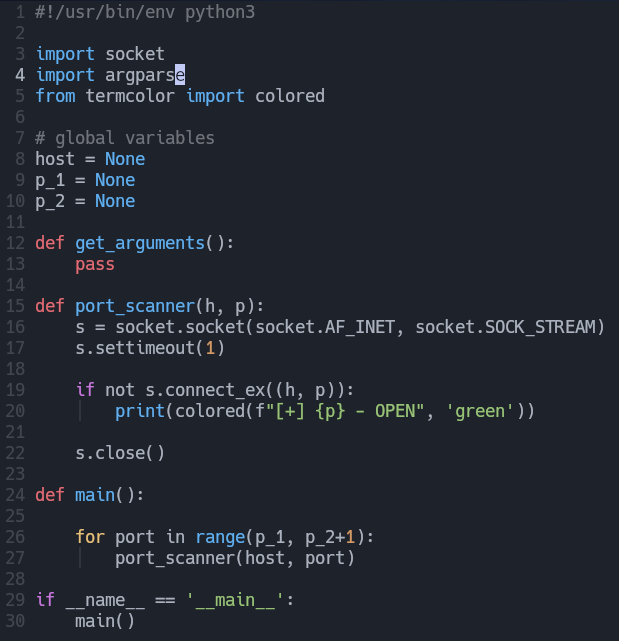 1 #!/usr/bin/env python3
2
3 import socket
4 import argparse
5 from termcolor import colored
6
7 # global variables
8 host = None
9 p_1 = None
10 p_2 = None
11
12 def get_arguments():
13     pass
14
15 def port_scanner(h, p):
16     s = socket.socket(socket.AF_INET, socket.SOCK_STREAM)
17     s.settimeout(1)
18
19     if not s.connect_ex((h, p)):
20         print(colored(f"[+] {p} - OPEN", 'green'))
21
22     s.close()
23
24 def main():
25
26     for port in range(p_1, p_2+1):
27         port_scanner(host, port)
28
29 if __name__ == '__main__':
30     main()